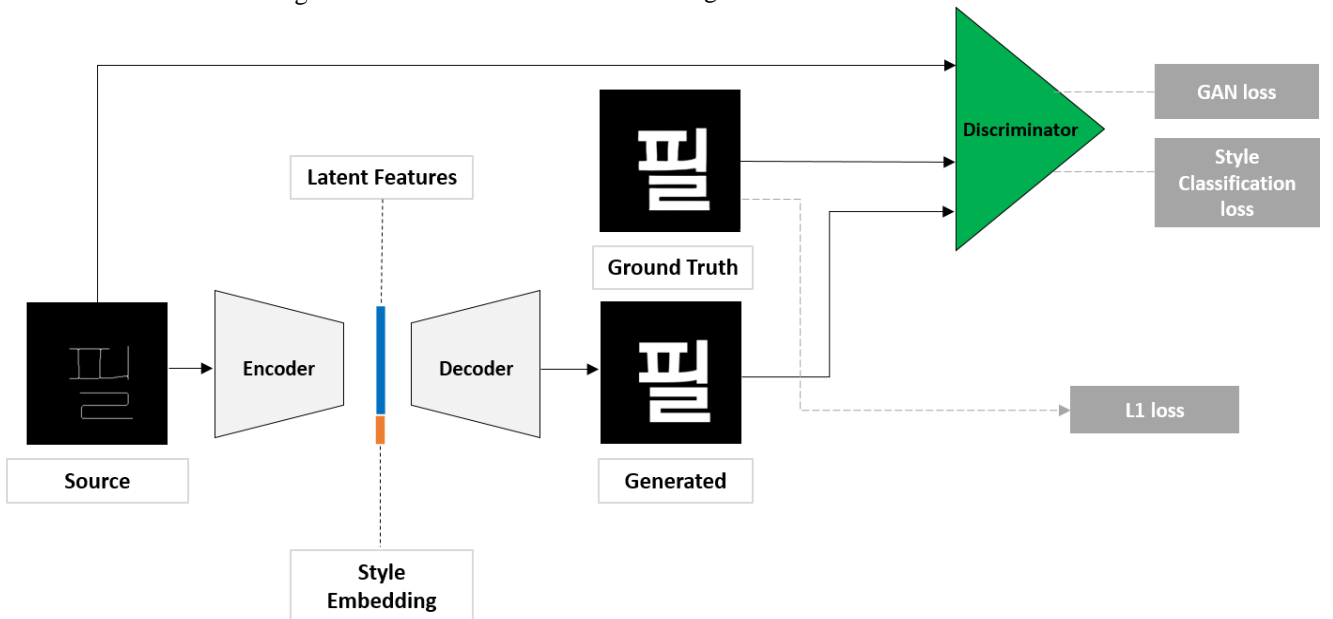 GAN loss
Discriminator
Style
Classification
loss
필
Latent Features
Ground Truth
필
Encoder
Decoder
필
L1 loss
Source
Generated
Style
Embedding